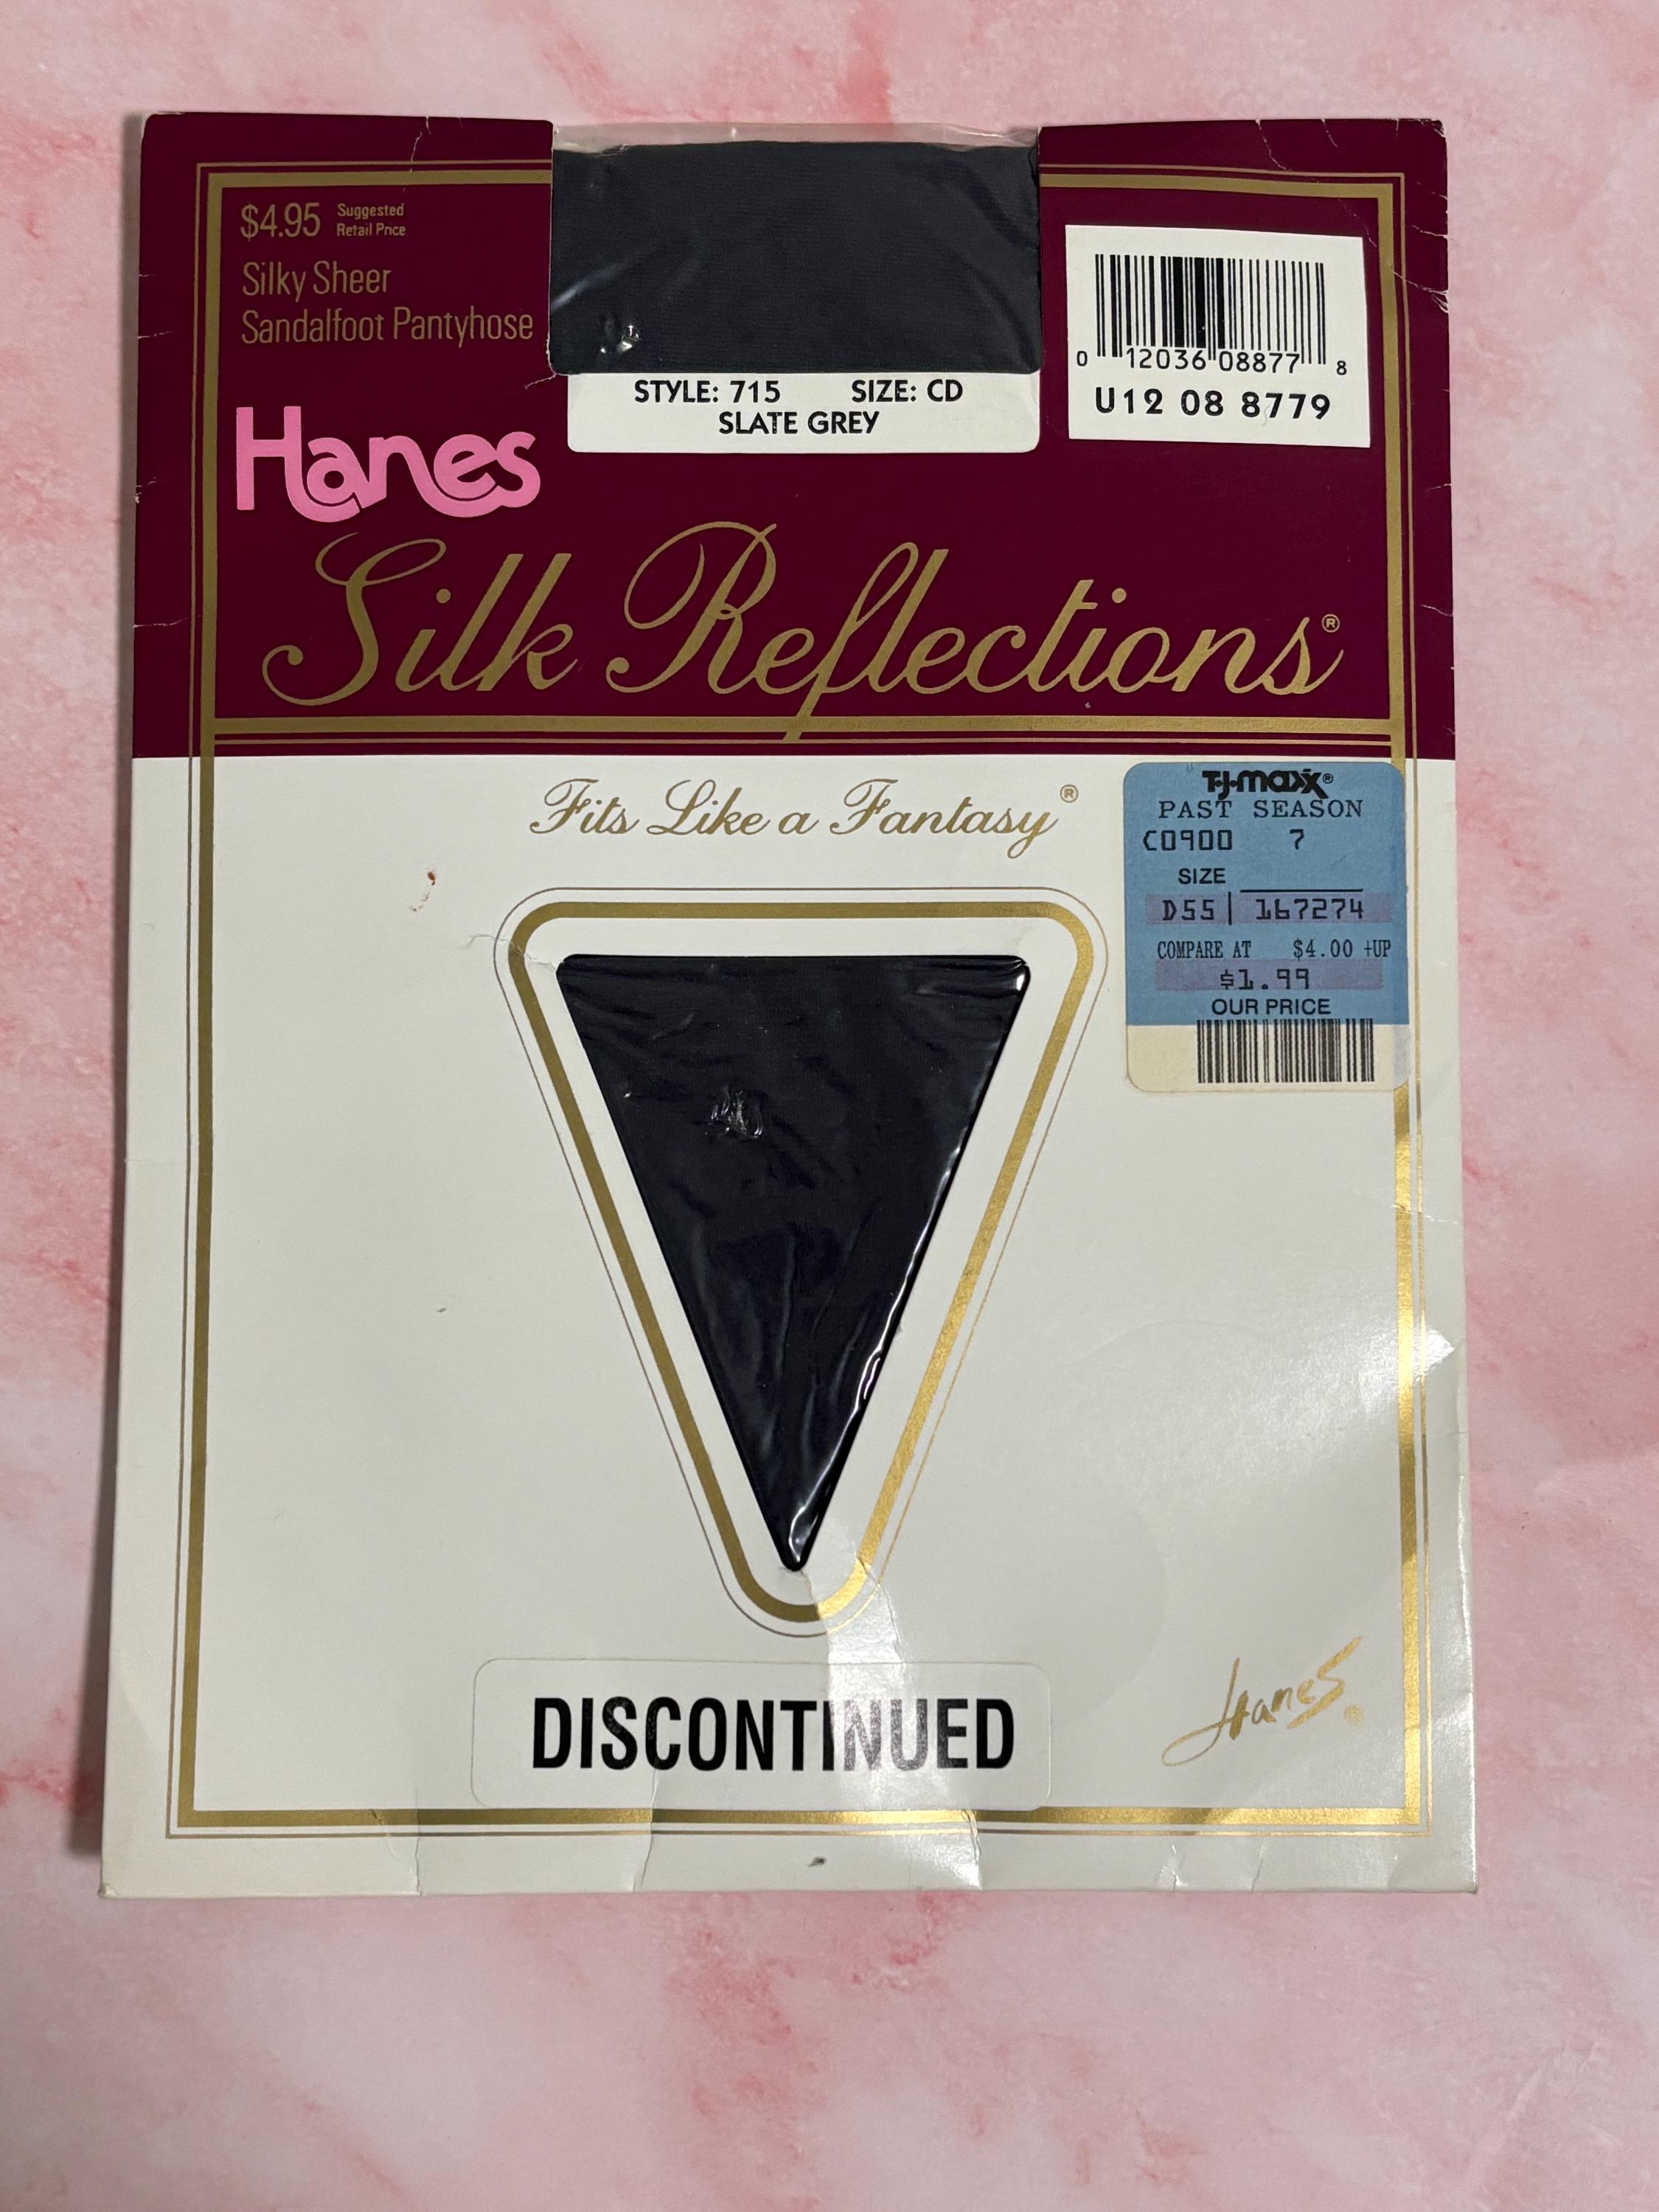 $4.95 Suggested
Retail Price
Silky Sheer
Sandalfoot Pantyhose
STYLE: 715 SIZE: CD
SLATE GREY
0 12036 08877 8
U12 08 8779
Hanes
Silk Reflections®
Fits Like a Fantasy®
T·J·maxx®
PAST SEASON
C0900 7
SIZE
D55 | 167274
COMPARE AT $4.00 +UP
$1.99
OUR PRICE
DISCONTINUED
Hanes®